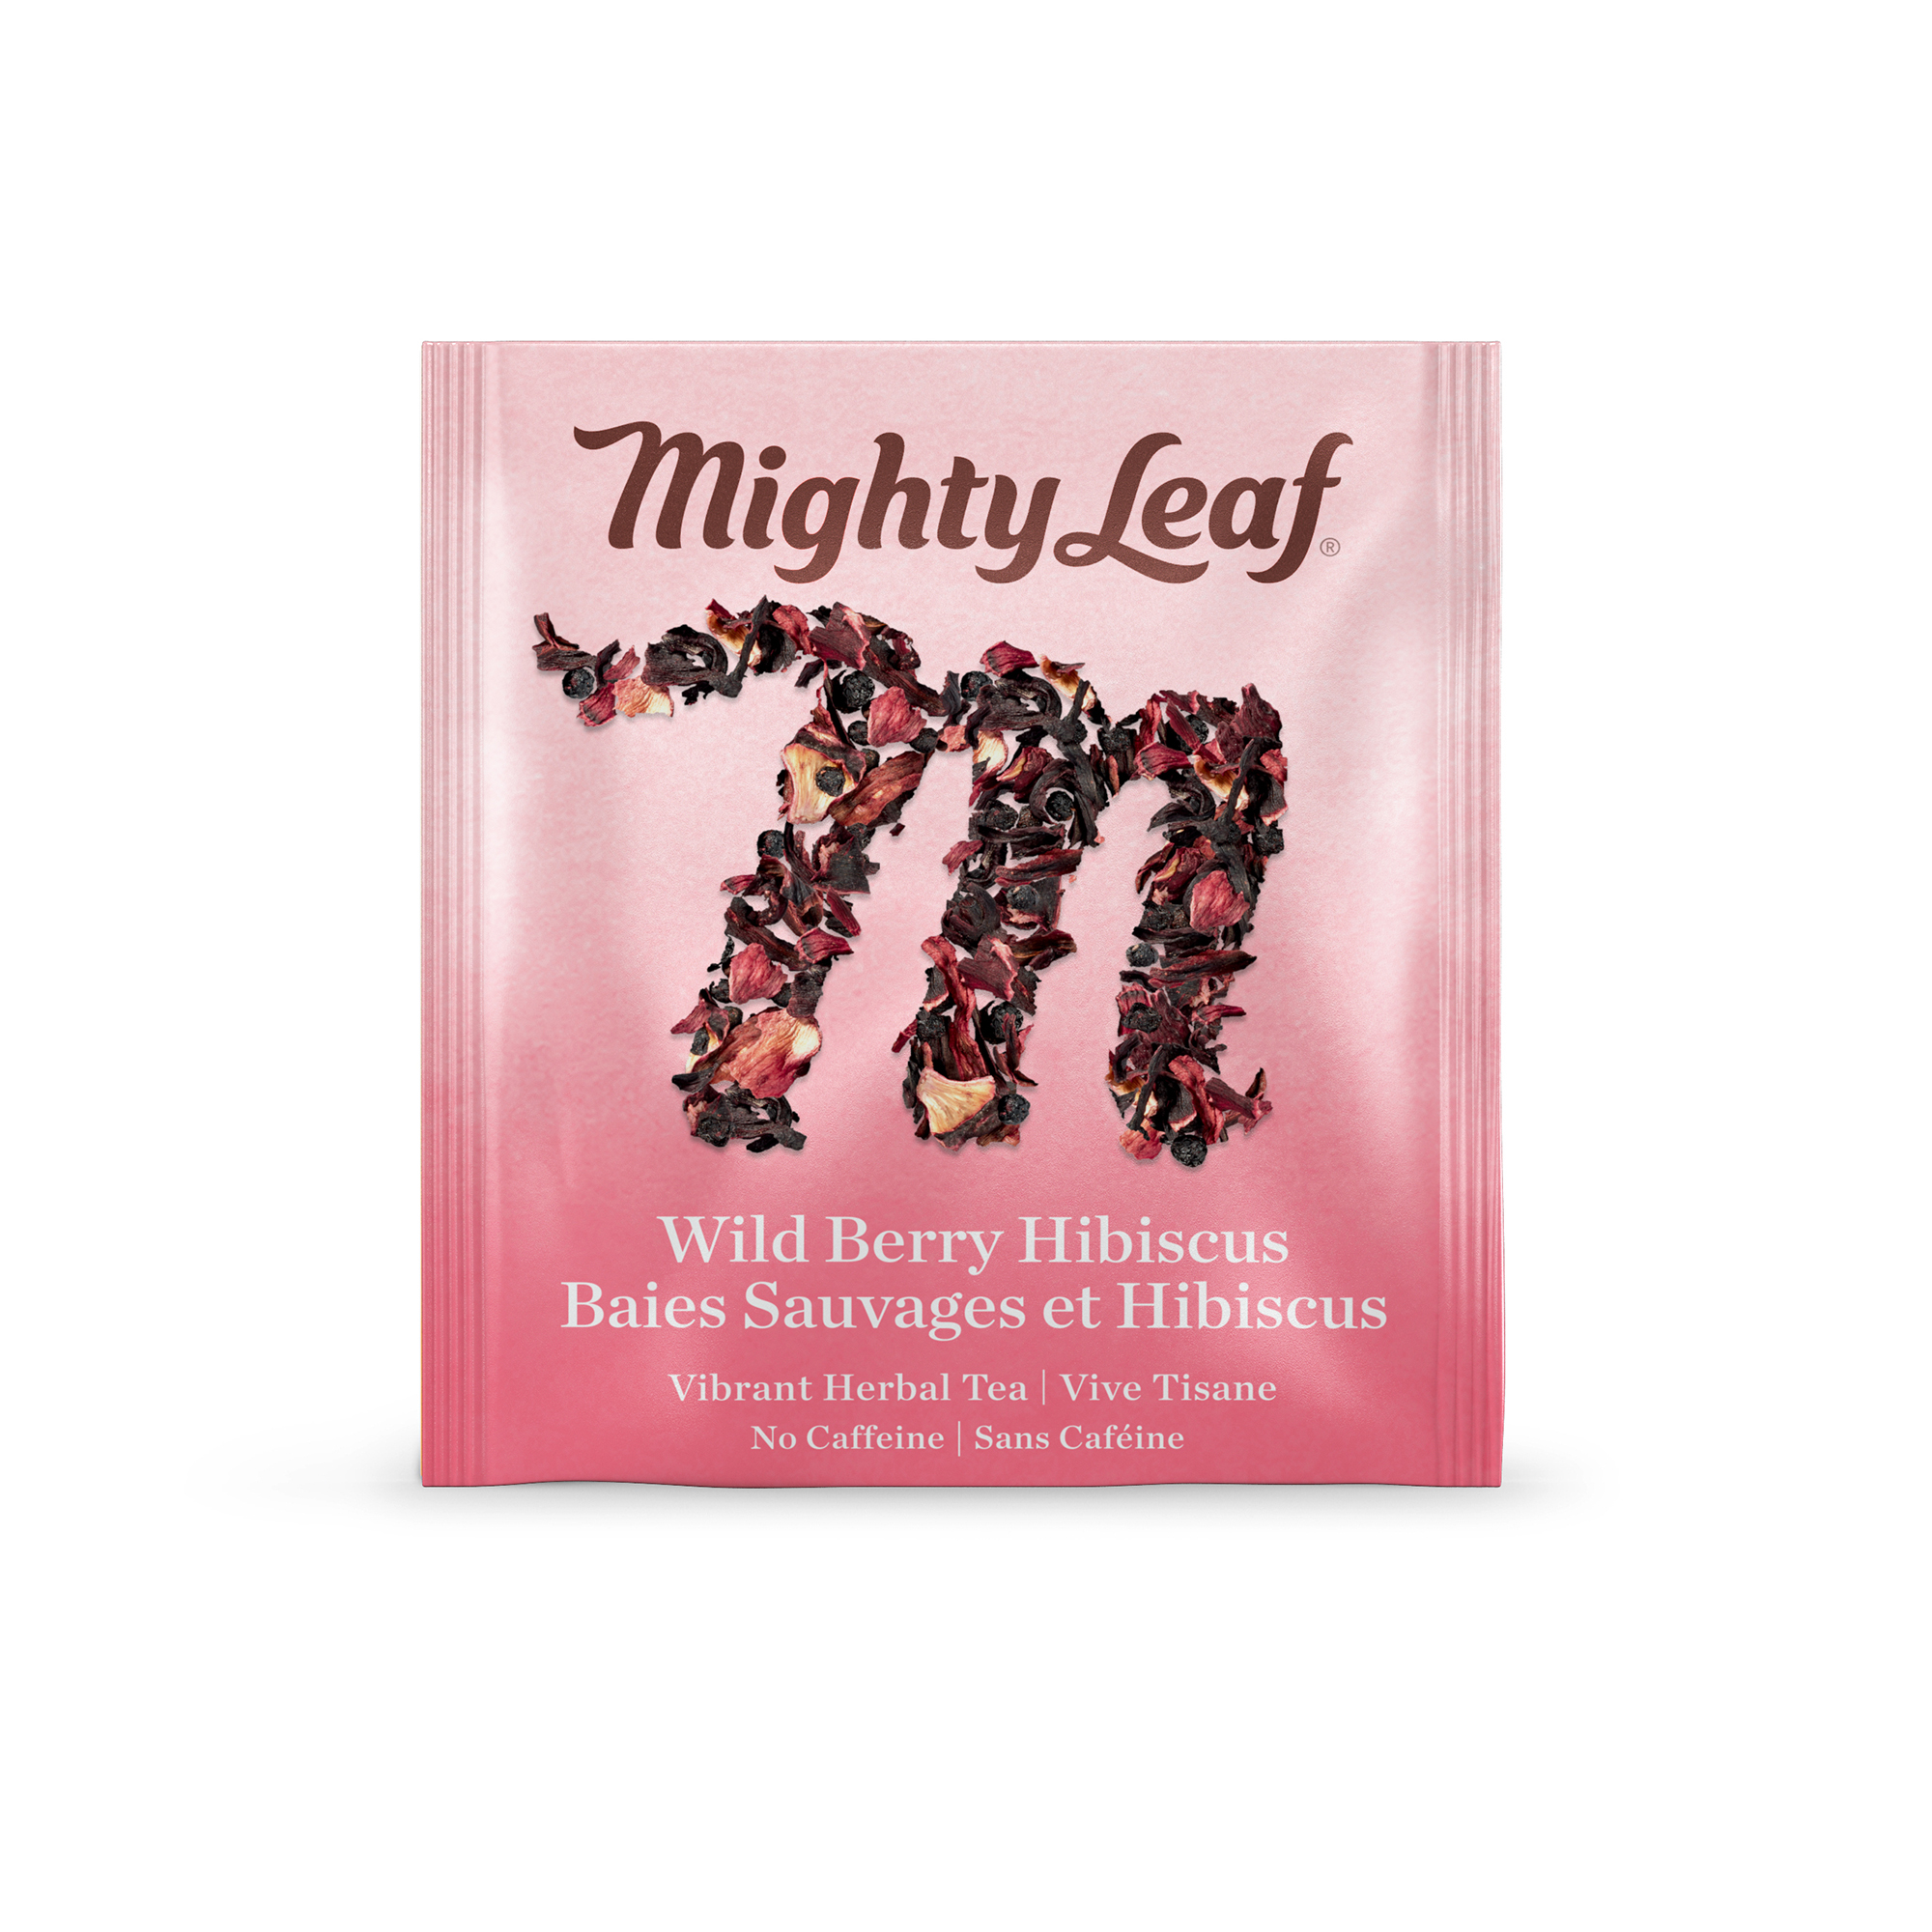 Mighty Leaf®
m
Wild Berry Hibiscus
Baies Sauvages et Hibiscus
Vibrant Herbal Tea | Vive Tisane
No Caffeine | Sans Caféine